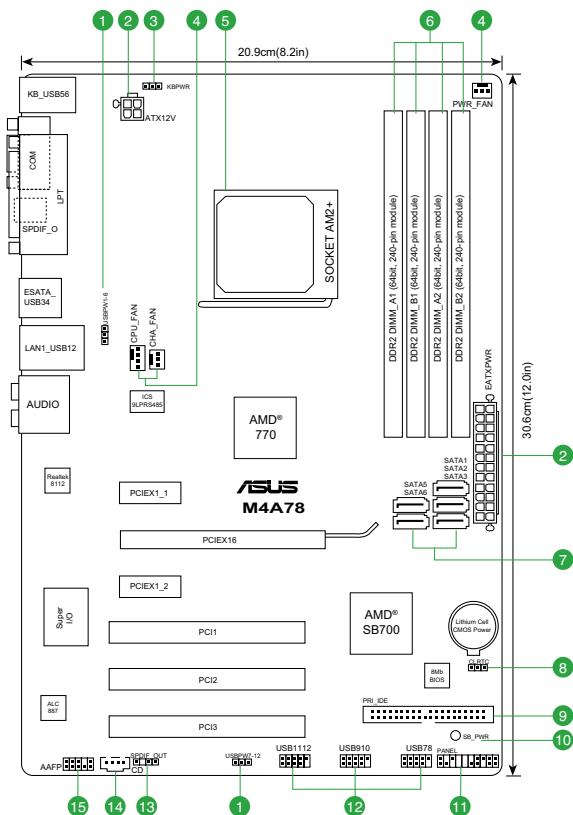 1
2
3
4
5
6
4
20.9cm(8.2in)
KB_USB56
KBPWR
ATX12V
PWR_FAN
COM
LPT
SPDIF_O
SOCKET AM2+
DDR2 DIMM_A1 (64bit, 240-pin module)
DDR2 DIMM_B1 (64bit, 240-pin module)
DDR2 DIMM_A2 (64bit, 240-pin module)
DDR2 DIMM_B2 (64bit, 240-pin module)
ESATA_
USB34
USBPW1-6
CPU_FAN
CHA_FAN
LAN1_USB12
30.6cm(12.0in)
EATXPWR
AUDIO
ICS
9LPRS485
AMD®
770
2
Realtek
8112
PCIEX1_1
ASUS
M4A78
SATA1
SATA2
SATA3
SATA5
SATA6
PCIEX16
7
PCIEX1_2
Super
I/O
AMD®
SB700
Lithium Cell
CMOS Power
PCI1
CLRTC
8
8Mb
BIOS
PCI2
ALC
887
PRI_IDE
9
PCI3
SB_PWR
10
AAFP
CD
SPDIF_OUT
USBPW7-12
USB1112
USB910
USB78
PANEL
15
14
13
1
12
11